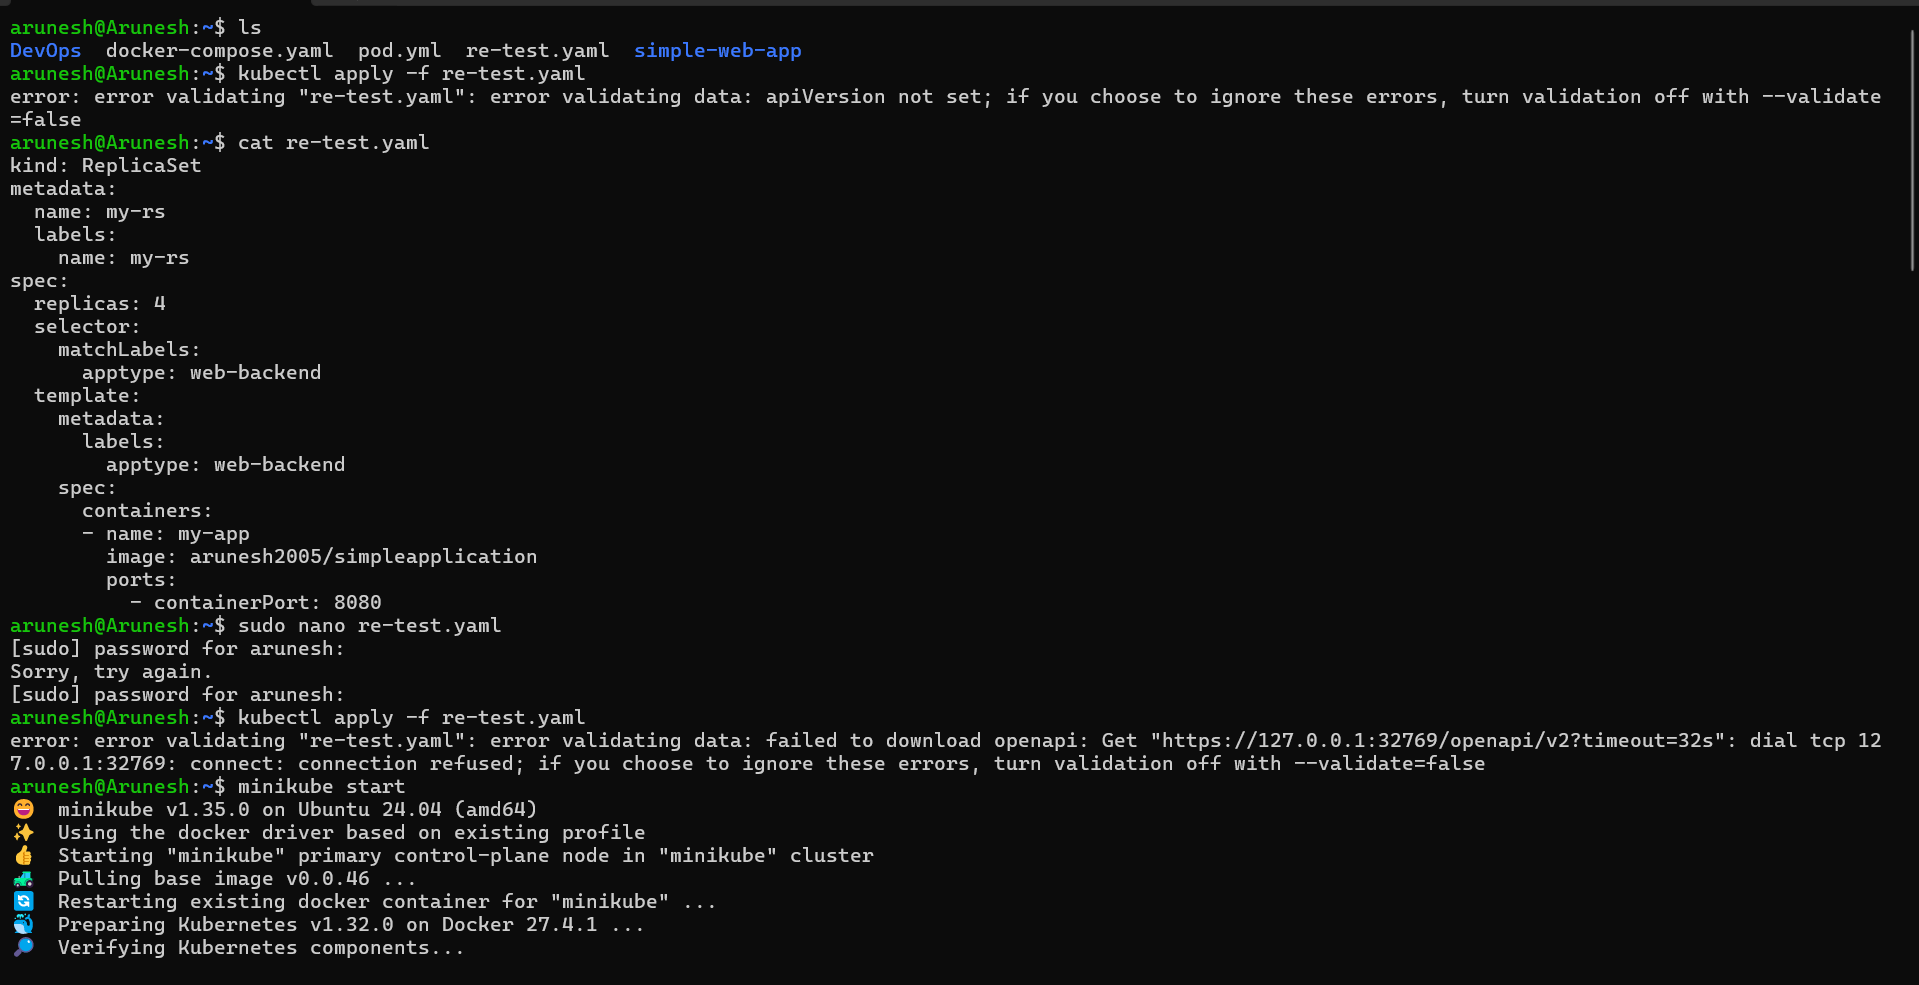 arunesh@Arunesh:~$ ls
DevOps  docker-compose.yaml  pod.yml  re-test.yaml  simple-web-app
arunesh@Arunesh:~$ kubectl apply -f re-test.yaml
error: error validating "re-test.yaml": error validating data: apiVersion not set; if you choose to ignore these errors, turn validation off with --validate
=false
arunesh@Arunesh:~$ cat re-test.yaml
kind: ReplicaSet
metadata:
  name: my-rs
  labels:
    name: my-rs
spec:
  replicas: 4
  selector:
    matchLabels:
      apptype: web-backend
  template:
    metadata:
      labels:
        apptype: web-backend
    spec:
      containers:
      - name: my-app
        image: arunesh2005/simpleapplication
        ports:
          - containerPort: 8080
arunesh@Arunesh:~$ sudo nano re-test.yaml
[sudo] password for arunesh:
Sorry, try again.
[sudo] password for arunesh:
arunesh@Arunesh:~$ kubectl apply -f re-test.yaml
error: error validating "re-test.yaml": error validating data: failed to download openapi: Get "https://127.0.0.1:32769/openapi/v2?timeout=32s": dial tcp 12
7.0.0.1:32769: connect: connection refused; if you choose to ignore these errors, turn validation off with --validate=false
arunesh@Arunesh:~$ minikube start
😄  minikube v1.35.0 on Ubuntu 24.04 (amd64)
✨  Using the docker driver based on existing profile
👍  Starting "minikube" primary control-plane node in "minikube" cluster
🚜  Pulling base image v0.0.46 ...
🔄  Restarting existing docker container for "minikube" ...
🐳  Preparing Kubernetes v1.32.0 on Docker 27.4.1 ...
🔎  Verifying Kubernetes components...